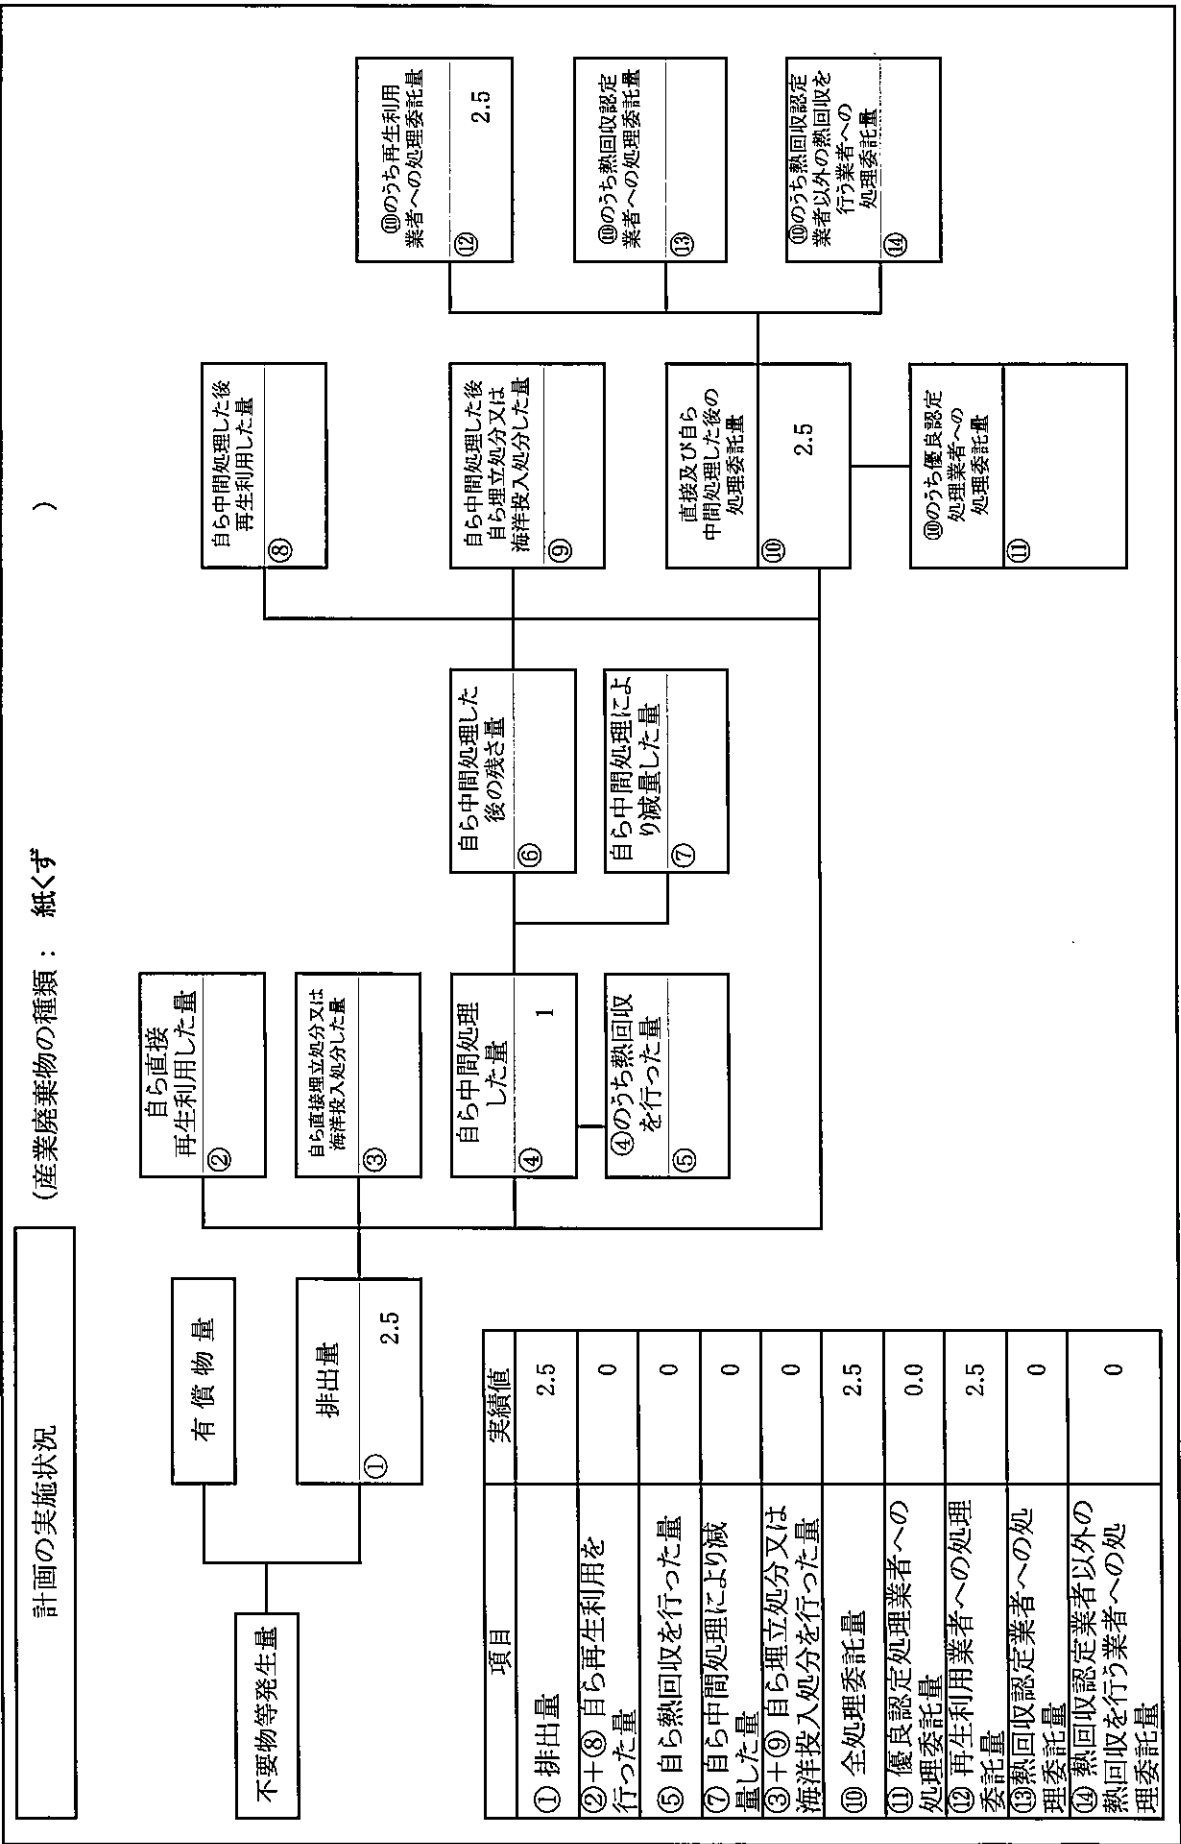 計画の実施状況
(産業廃棄物の種類： 紙くず )
不要物等発生量
有 償 物 量
排出量
① 2.5
自ら直接
再生利用した量
②
自ら直接埋立処分又は
海洋投入処分した量
③
自ら中間処理
した量
④ 1
④のうち熱回収
を行った量
⑤
自ら中間処理した
後の残さ量
⑥
自ら中間処理によ
り減量した量
⑦
自ら中間処理した後
再生利用した量
⑧
自ら中間処理した後
自ら埋立処分又は
海洋投入処分した量
⑨
直接及び自ら
中間処理した後の
処理委託量
⑩ 2.5
⑩のうち優良認定
処理業者への
処理委託量
⑪
⑩のうち再生利用
業者への処理委託量
⑫ 2.5
⑩のうち熱回収認定
業者への処理委託量
⑬
⑩のうち熱回収認定
業者以外の熱回収を
行う業者への
処理委託量
⑭
項目 実績値
① 排出量 2.5
②＋⑧ 自ら再生利用を
行った量 0
⑤ 自ら熱回収を行った量 0
⑦ 自ら中間処理により減
量した量 0
③＋⑨ 自ら埋立処分又は
海洋投入処分を行った量 0
⑩ 全処理委託量 2.5
⑪ 優良認定処理業者への
処理委託量 0.0
⑫ 再生利用業者への処理
委託量 2.5
⑬熱回収認定業者への処
理委託量 0
⑭ 熱回収認定業者以外の
熱回収を行う業者への処
理委託量 0